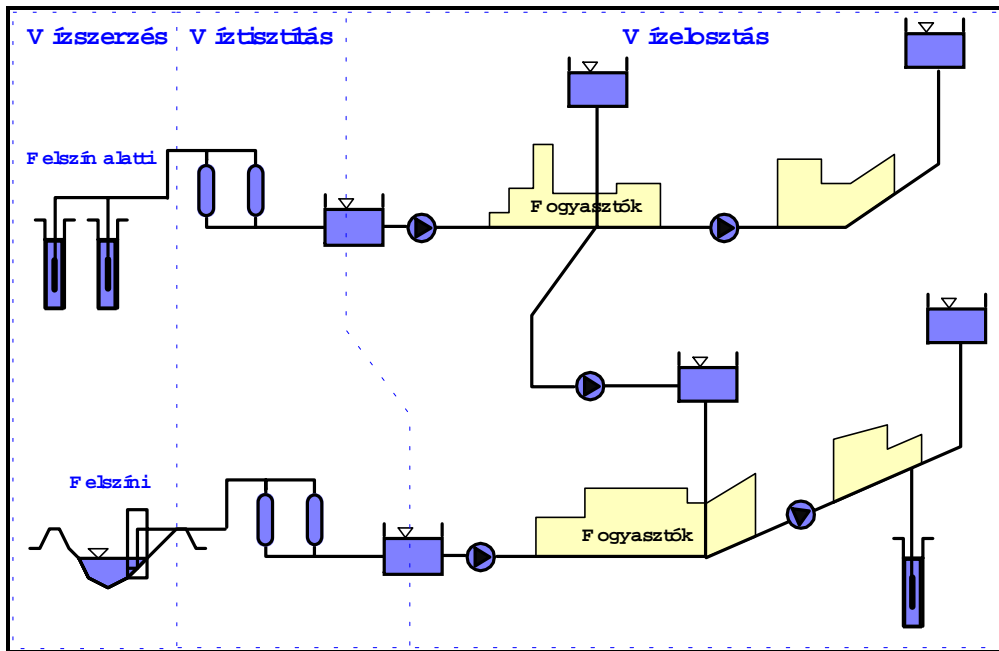 Vízszerzés
Víztisztítás
Vízelosztás
Felszín alatti
Fogyasztók
Felszíni
Fogyasztók